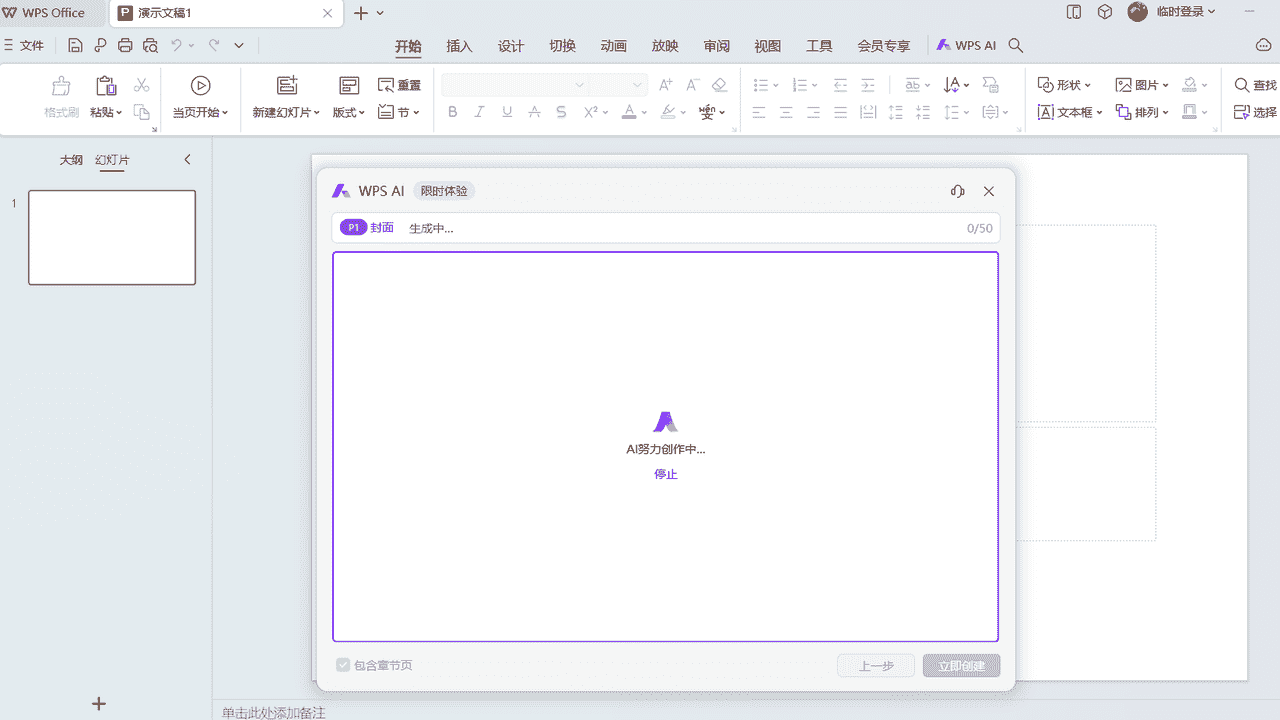 WPS Office
演示文稿1
临时登录
文件
开始
插入
设计
切换
动画
放映
审阅
视图
工具
会员专享
WPS AI
格式刷
粘贴
当页开始
新建幻灯片
版式
重置
节
形状
图片
查找
文本框
排列
选择
大纲
幻灯片
1
WPS AI
限时体验
P1 封面 生成中... 0/50
AI努力创作中...
停止
包含章节页
上一步
立即创建
单击此处添加备注